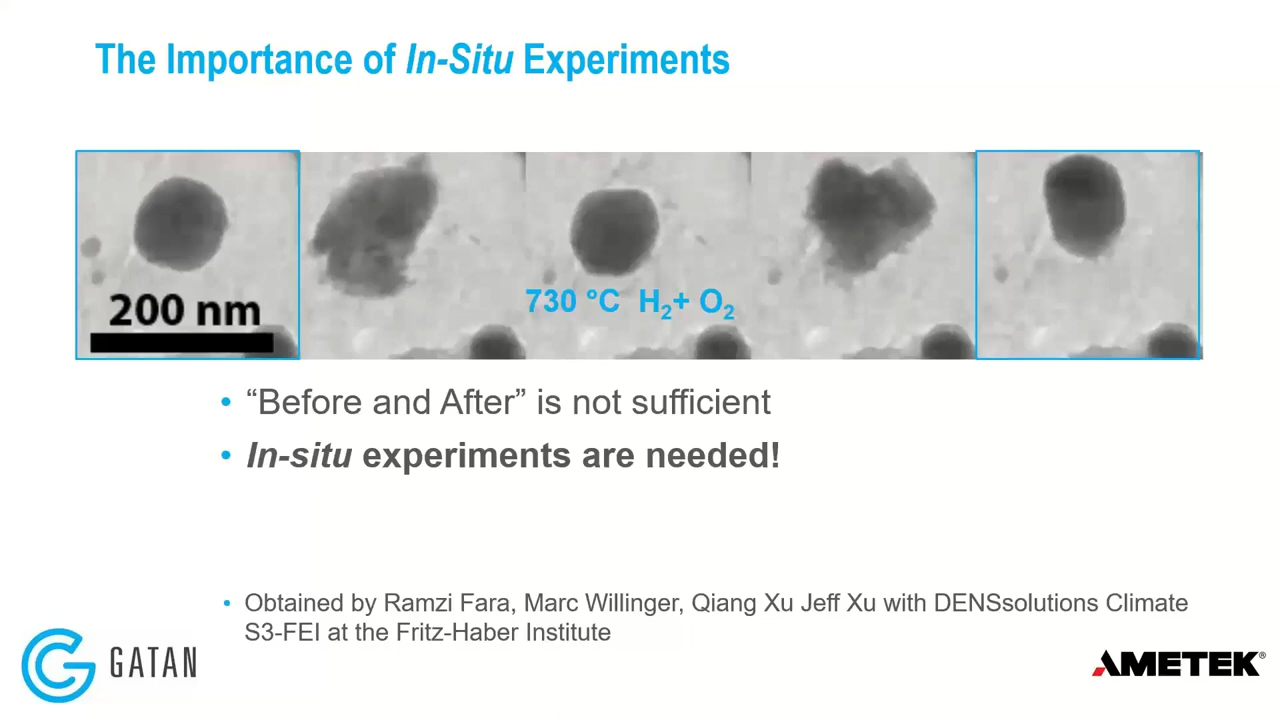 The Importance of In-Situ Experiments
200 nm
730 °C H₂+ O₂
• “Before and After” is not sufficient
• In-situ experiments are needed!
• Obtained by Ramzi Fara, Marc Willinger, Qiang Xu Jeff Xu with DENSsolutions Climate
S3-FEI at the Fritz-Haber Institute
GATAN
AMETEK®